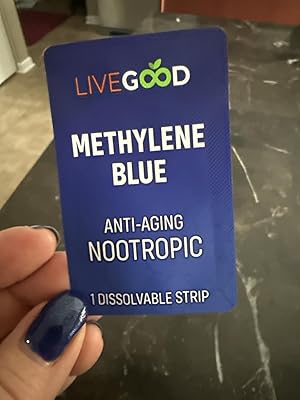 LIVEGOOD
METHYLENE
BLUE
ANTI-AGING
NOOTROPIC
1 DISSOLVABLE STRIP